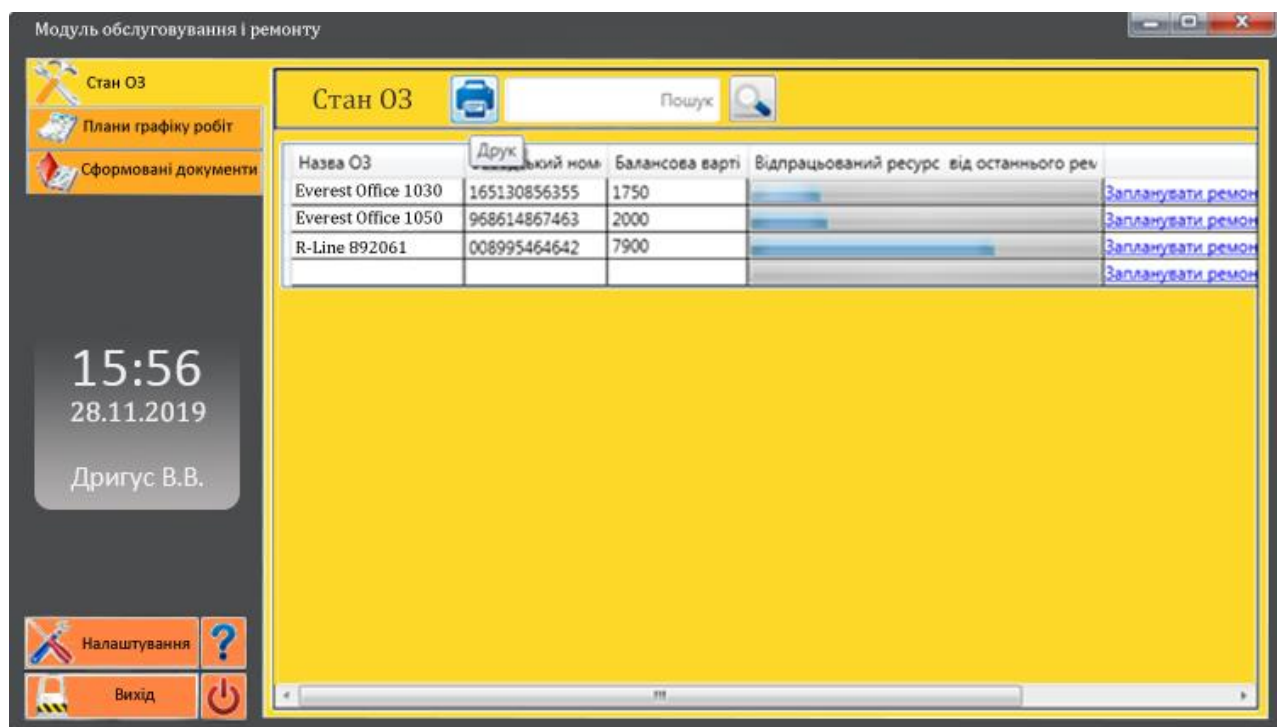 Модуль обслуговування і ремонту
Стан ОЗ
Плани графіку робіт
Сформовані документи
Стан ОЗ
Пошук
Друк
Назва ОЗ ький ном Балансова варті Відпрацьований ресурс від останнього рем
Everest Office 1030 165130856355 1750 Запланувати ремон
Everest Office 1050 968614867463 2000 Запланувати ремон
R-Line 892061 008995464642 7900 Запланувати ремон
Запланувати ремон
15:56
28.11.2019
Дригус В.В.
Налаштування ?
Вихід